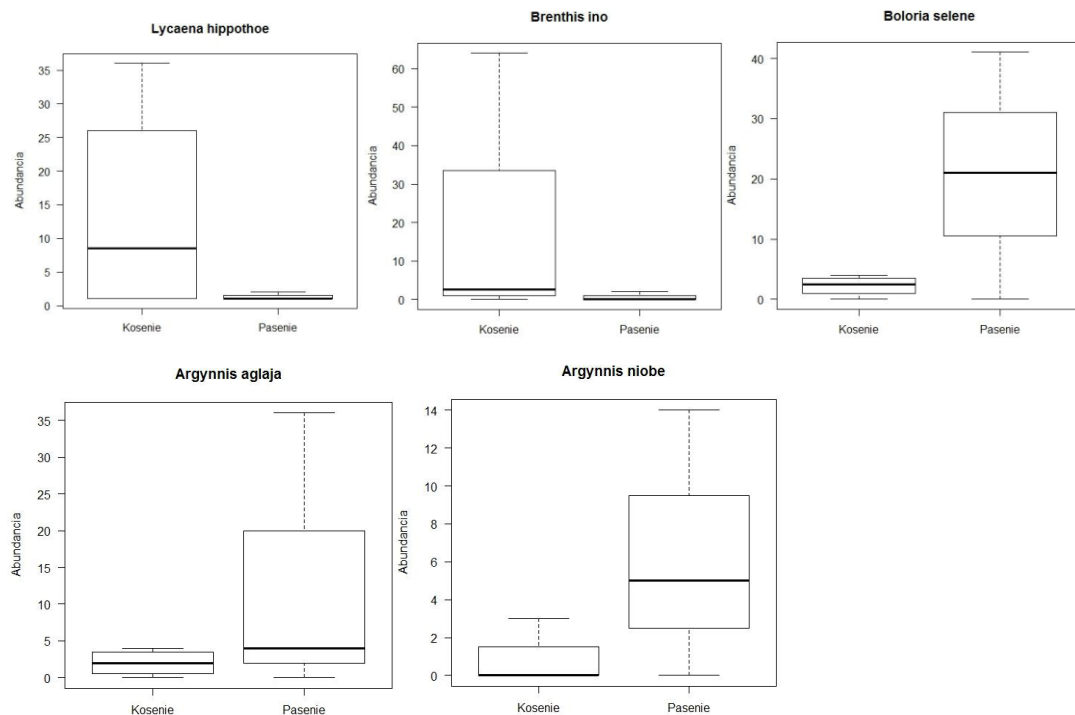 Lycaena hippothoe
Abundancia
35
30
25
20
15
10
5
0
Kosenie Pasenie
Brenthis ino
Abundancia
60
50
40
30
20
10
0
Kosenie Pasenie
Boloria selene
Abundancia
40
30
20
10
0
Kosenie Pasenie
Argynnis aglaja
Abundancia
35
30
25
20
15
10
5
0
Kosenie Pasenie
Argynnis niobe
Abundancia
14
12
10
8
6
4
2
0
Kosenie Pasenie